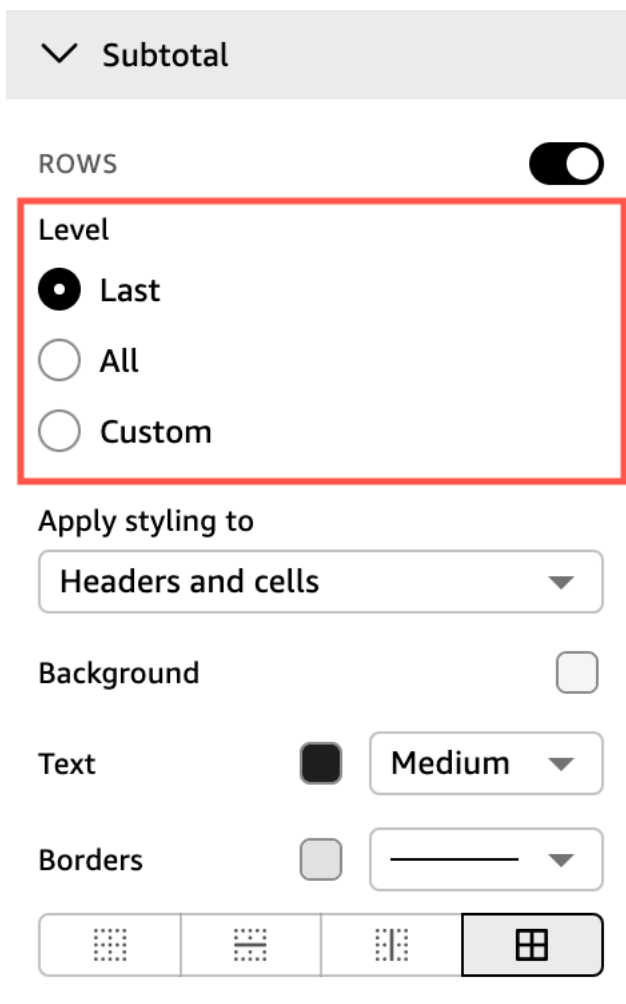 Subtotal
ROWS
Level
Last
All
Custom
Apply styling to
Headers and cells
Background
Text
Medium
Borders